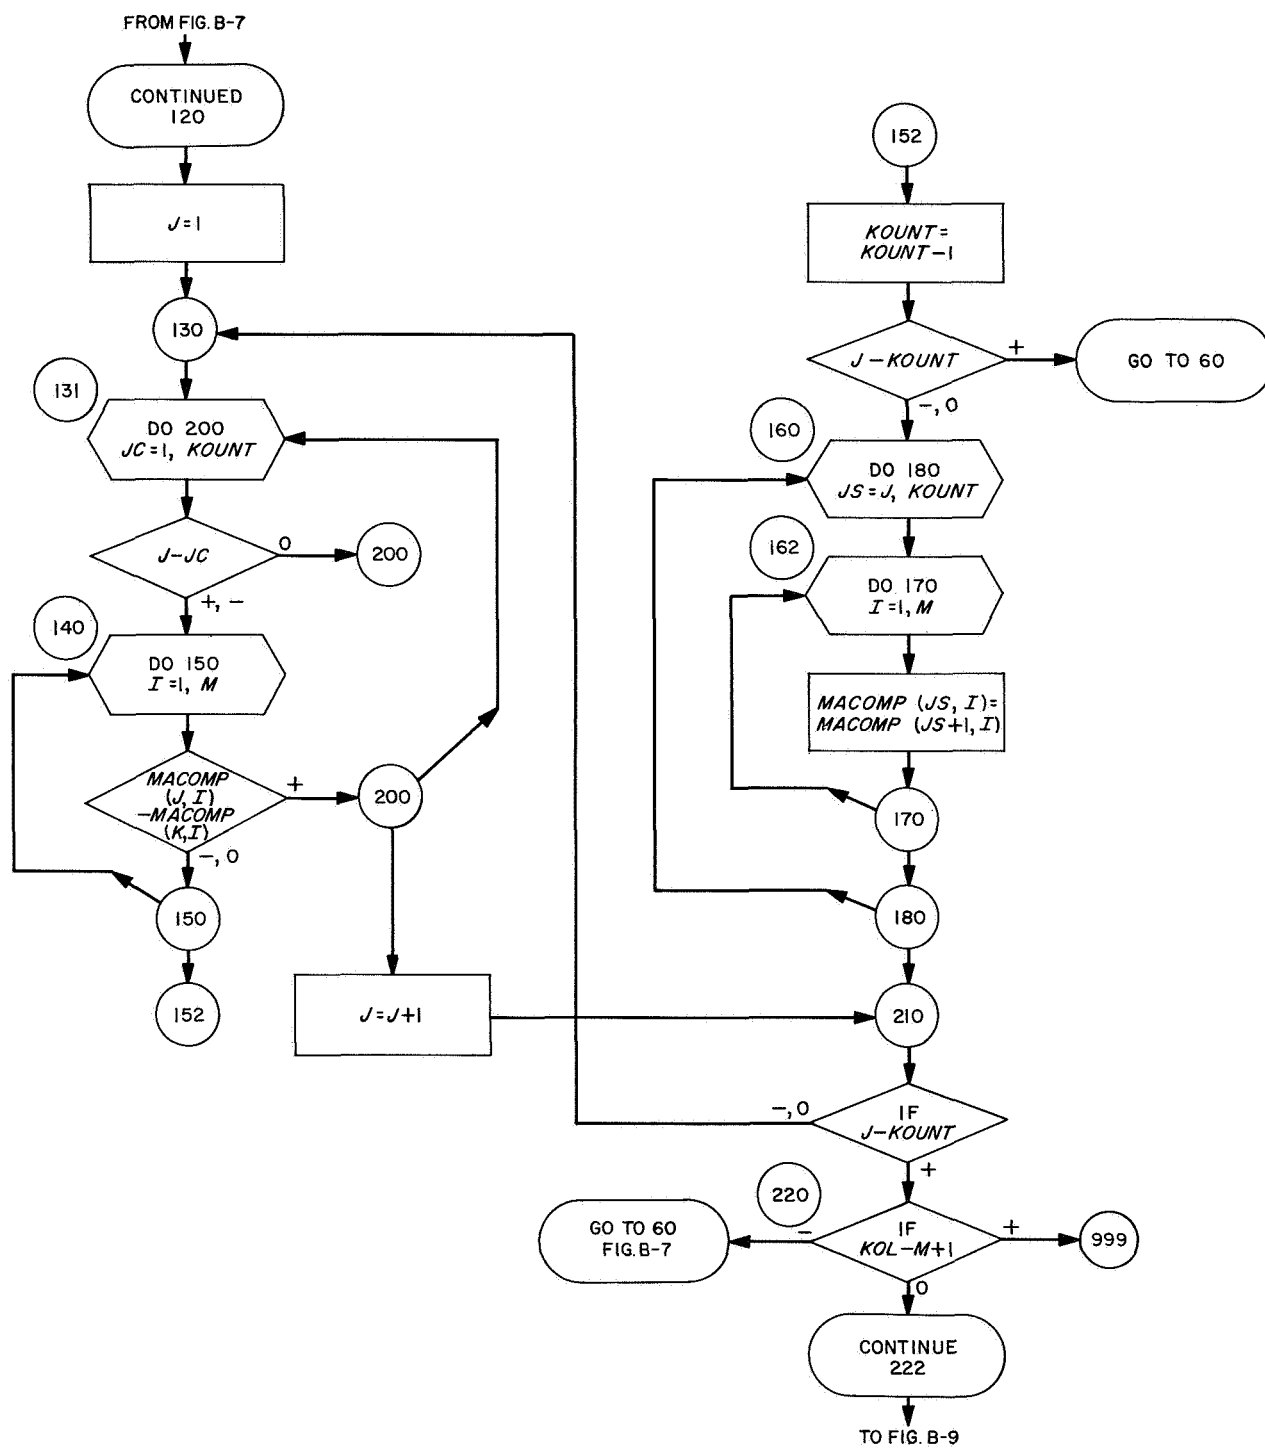 FROM FIG. B-7
CONTINUED
120
J=1
130
131
DO 200
JC=1, KOUNT
J-JC
0
200
+, -
140
DO 150
I=1, M
MACOMP
(J, I)
-MACOMP
(K,I)
+
200
-, 0
150
152
J=J+1
152
KOUNT=
KOUNT-1
J-KOUNT
+
GO TO 60
-, 0
160
DO 180
JS=J, KOUNT
162
DO 170
I=1, M
MACOMP (JS, I)=
MACOMP (JS+1, I)
170
180
210
-, 0
IF
J-KOUNT
+
220
GO TO 60
FIG. B-7
-
IF
KOL-M+1
+
999
0
CONTINUE
222
TO FIG. B-9